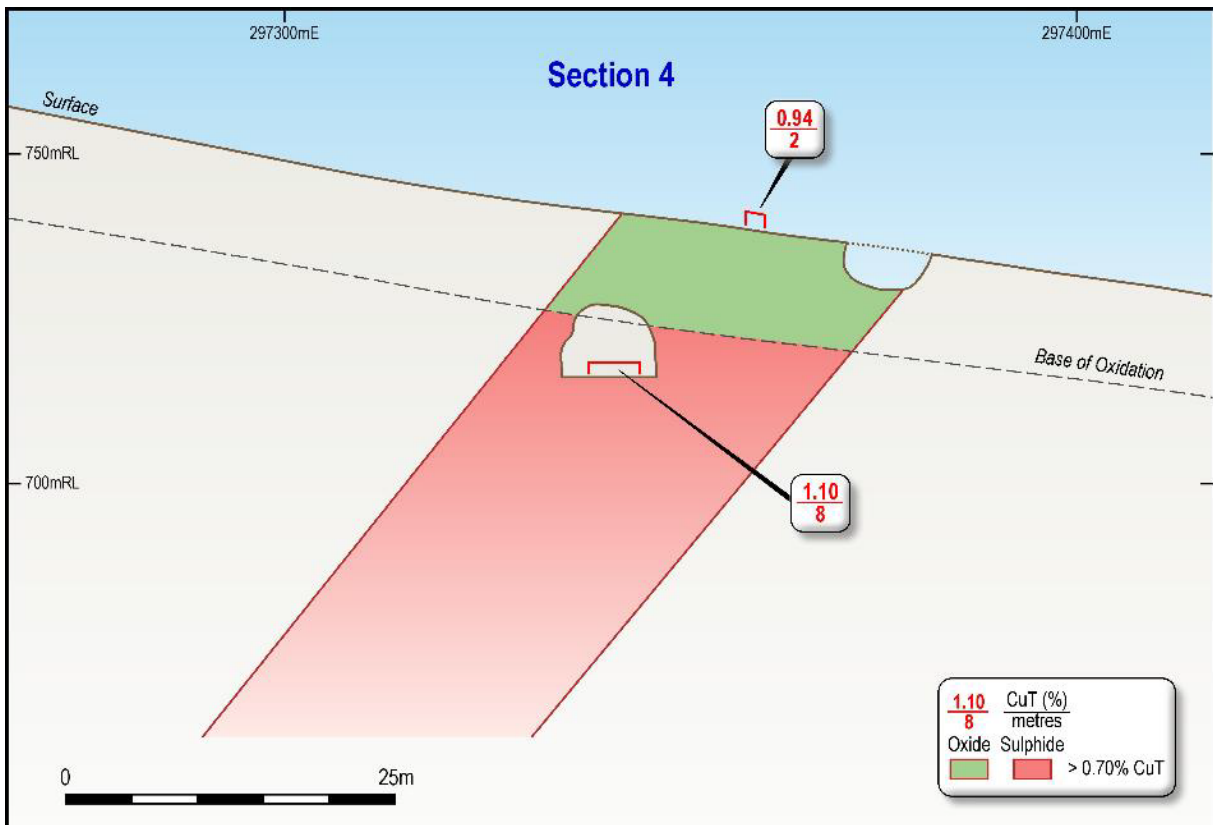 297300mE
297400mE
Section 4
Surface
0.94
2
750mRL
Base of Oxidation
700mRL
1.10
8
1.10 CuT (%)
8 metres
Oxide Sulphide
> 0.70% CuT
0 25m